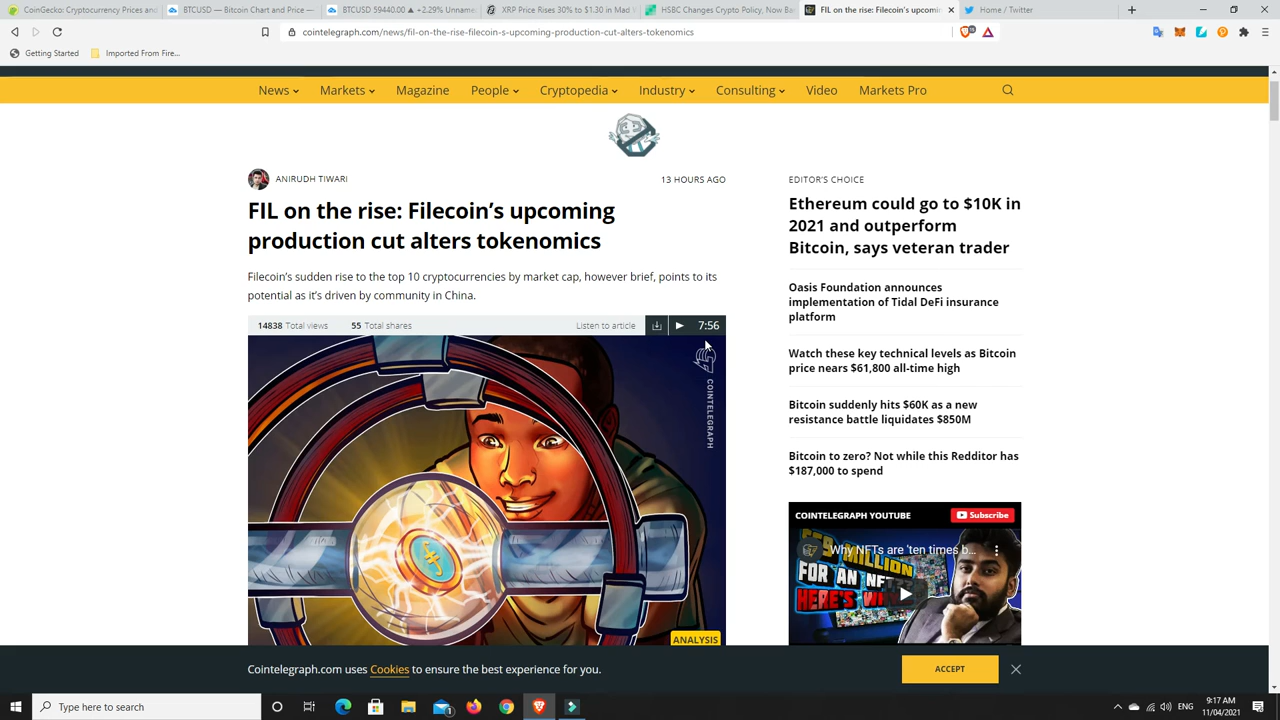 CoinGecko: Cryptocurrency Prices and
BTCUSD — Bitcoin Chart and Price —
BTCUSD 59440.00 ▲ +2.29% Unname
XRP Price Rises 30% to $1.30 in Mad
HSBC Changes Crypto Policy, Now Ba
FIL on the rise: Filecoin's upcomin
Home / Twitter
cointelegraph.com/news/fil-on-the-rise-filecoin-s-upcoming-production-cut-alters-tokenomics
Getting Started
Imported From Fire...
News
Markets
Magazine
People
Cryptopedia
Industry
Consulting
Video
Markets Pro
ANIRUDH TIWARI
13 HOURS AGO
FIL on the rise: Filecoin's upcoming
production cut alters tokenomics
Filecoin's sudden rise to the top 10 cryptocurrencies by market cap, however brief, points to its
potential as it's driven by community in China.
14838 Total views
55 Total shares
Listen to article
7:56
COINTELEGRAPH
ANALYSIS
EDITOR'S CHOICE
Ethereum could go to $10K in
2021 and outperform
Bitcoin, says veteran trader
Oasis Foundation announces
implementation of Tidal DeFi insurance
platform
Watch these key technical levels as Bitcoin
price nears $61,800 all-time high
Bitcoin suddenly hits $60K as a new
resistance battle liquidates $850M
Bitcoin to zero? Not while this Redditor has
$187,000 to spend
COINTELEGRAPH YOUTUBE
Subscribe
Why NFTs are 'ten times b...
MILLION
FOR AN NFT
HERE'S
Cointelegraph.com uses Cookies to ensure the best experience for you.
ACCEPT
Type here to search
ENG
9:17 AM
11/04/2021